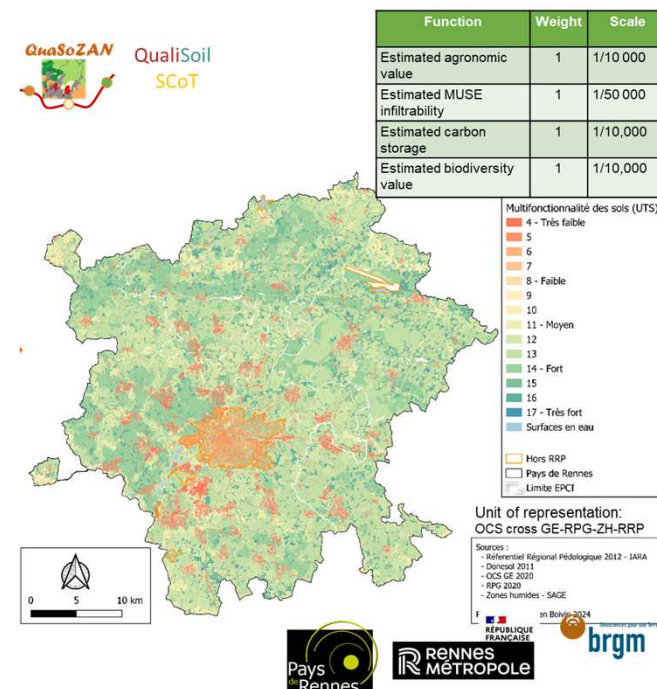 QuaSoZAN
QualiSoil
SCoT
Function Weight Scale
Estimated agronomic
value 1 1/10 000
Estimated MUSE
infiltrability 1 1/50 000
Estimated carbon
storage 1 1/10,000
Estimated biodiversity
value 1 1/10,000
Multifonctionnalité des sols (UTS)
4 - Très faible
5
6
7
8 - Faible
9
10
11 - Moyen
12
13
14 - Fort
15
16
17 - Très fort
Surfaces en eau
Hors RRP
Pays de Rennes
Limite EPCI
Unit of representation:
OCS cross GE-RPG-ZH-RRP
Sources :
- Réferentiel Régional Pédologique 2012 - IARA
- Donesol 2011
- OCS GE 2020
- RPG 2020
- Zones humides - SAGE
en Boivin 2024
0 5 10 km
Pays
de Rennes
RENNES
MÉTROPOLE
RÉPUBLIQUE
FRANÇAISE
brgm